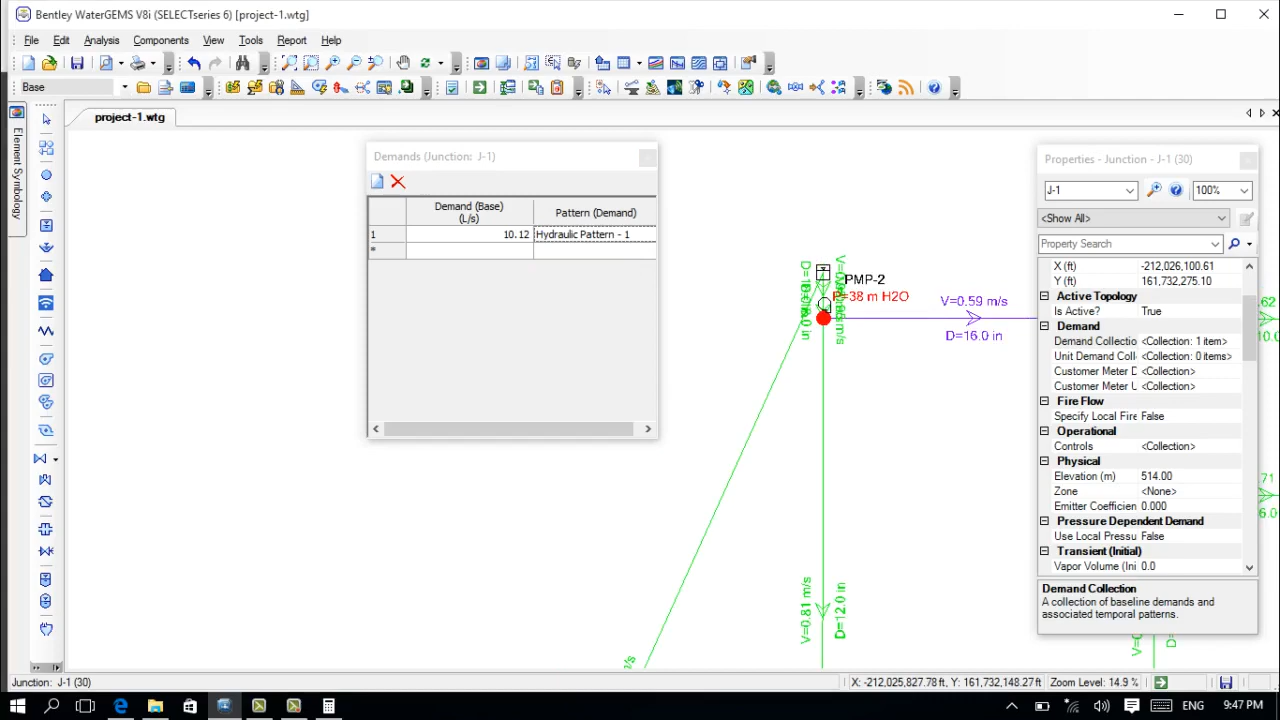 Bentley WaterGEMS V8i (SELECTseries 6) [project-1.wtg]
File Edit Analysis Components View Tools Report Help
Base
project-1.wtg
Element Symbology
Demands (Junction: J-1)
Demand (Base)
(L/s)
Pattern (Demand)
1 10.12 Hydraulic Pattern - 1
*
PMP-2
P=38 m H2O
V=0.59 m/s
D=16.0 in
V=0.81 m/s
D=12.0 in
Properties - Junction - J-1 (30)
J-1 100%
<Show All>
Property Search
X (ft) -212,026,100.61
Y (ft) 161,732,275.10
Active Topology
Is Active? True
Demand
Demand Collectio <Collection: 1 item>
Unit Demand Coll <Collection: 0 items>
Customer Meter D <Collection>
Customer Meter U <Collection>
Fire Flow
Specify Local Fire False
Operational
Controls <Collection>
Physical
Elevation (m) 514.00
Zone <None>
Emitter Coefficien 0.000
Pressure Dependent Demand
Use Local Pressu False
Transient (Initial)
Vapor Volume (Ini 0.0
Demand Collection
A collection of baseline demands and
associated temporal patterns.
Junction: J-1 (30)
X: -212,025,827.78 ft, Y: 161,732,148.27 ft Zoom Level: 14.9 %
ENG 9:47 PM